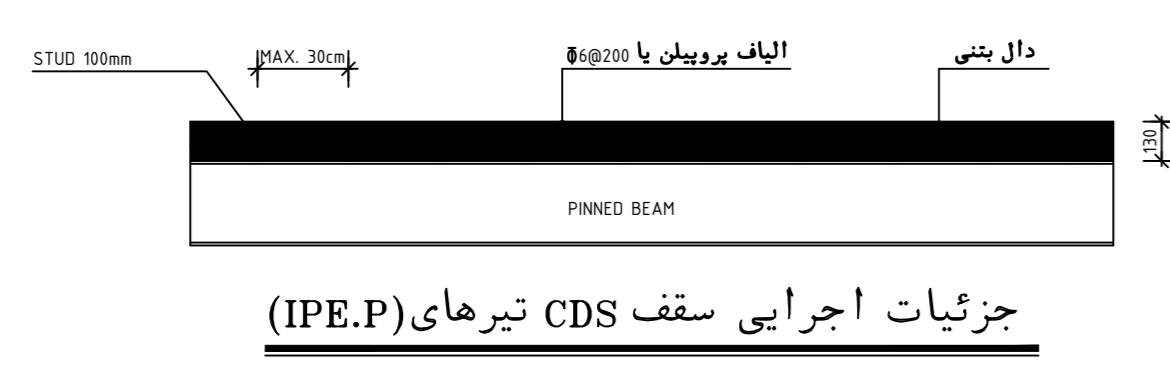 STUD 100mm
MAX. 30cm
Φ6@200 الیاف پروپیلن یا
دال بتنی
130
PINNED BEAM
جزئیات اجرایی سقف CDS تیرهای(IPE.P)